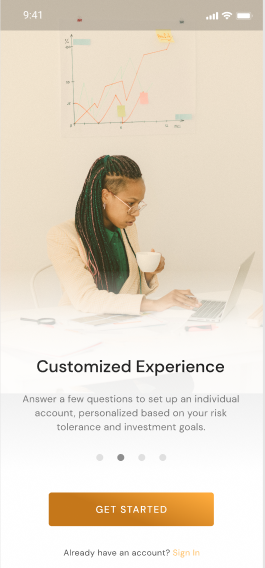 9:41
Customized Experience
Answer a few questions to set up an individual
account, personalized based on your risk
tolerance and investment goals.
GET STARTED
Already have an account? Sign In